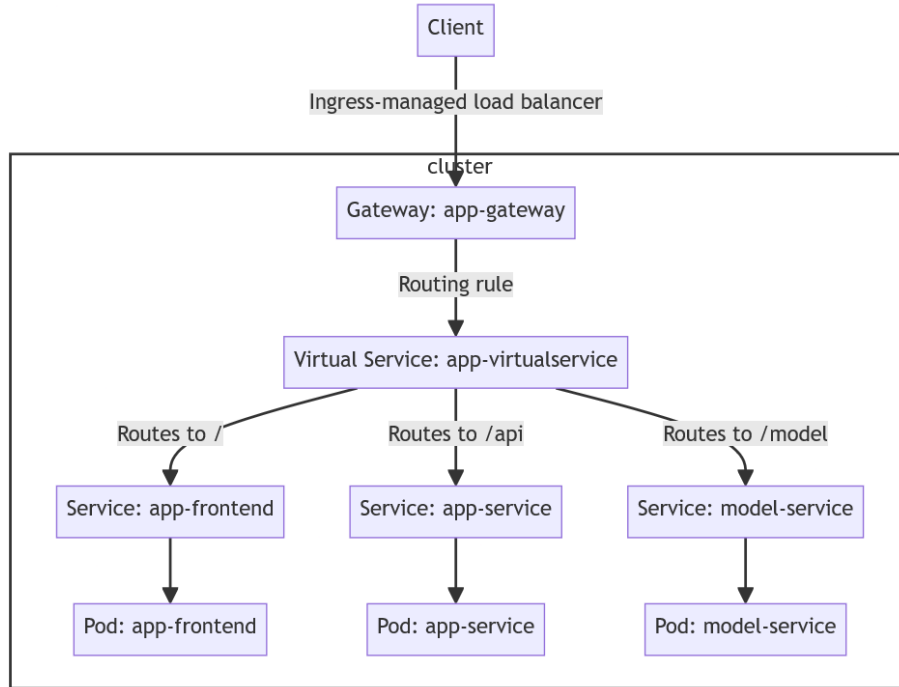 Client
Ingress-managed load balancer
cluster
Gateway: app-gateway
Routing rule
Virtual Service: app-virtualservice
Routes to /
Routes to /api
Routes to /model
Service: app-frontend
Service: app-service
Service: model-service
Pod: app-frontend
Pod: app-service
Pod: model-service